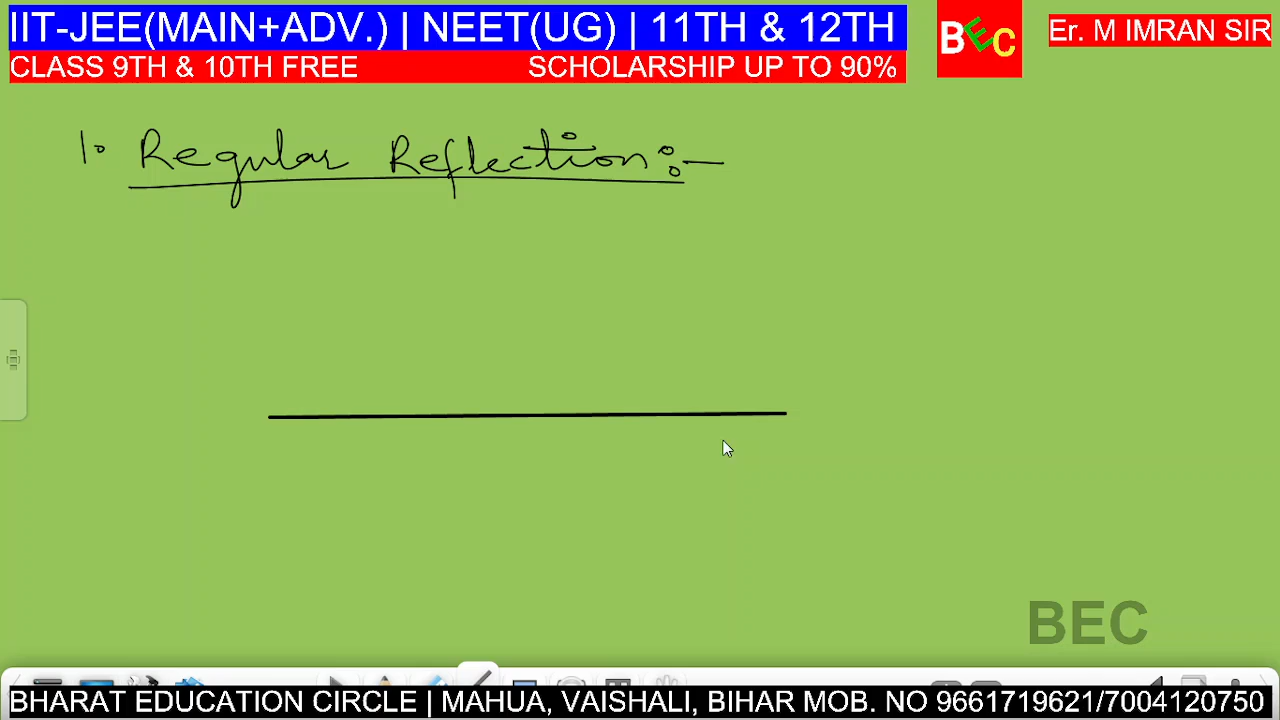 IIT-JEE(MAIN+ADV.) | NEET(UG) | 11TH & 12TH
CLASS 9TH & 10TH FREE SCHOLARSHIP UP TO 90%
BEC
Er. M IMRAN SIR
1. Regular Reflection:-
BEC
BHARAT EDUCATION CIRCLE | MAHUA, VAISHALI, BIHAR MOB. NO 9661719621/7004120750